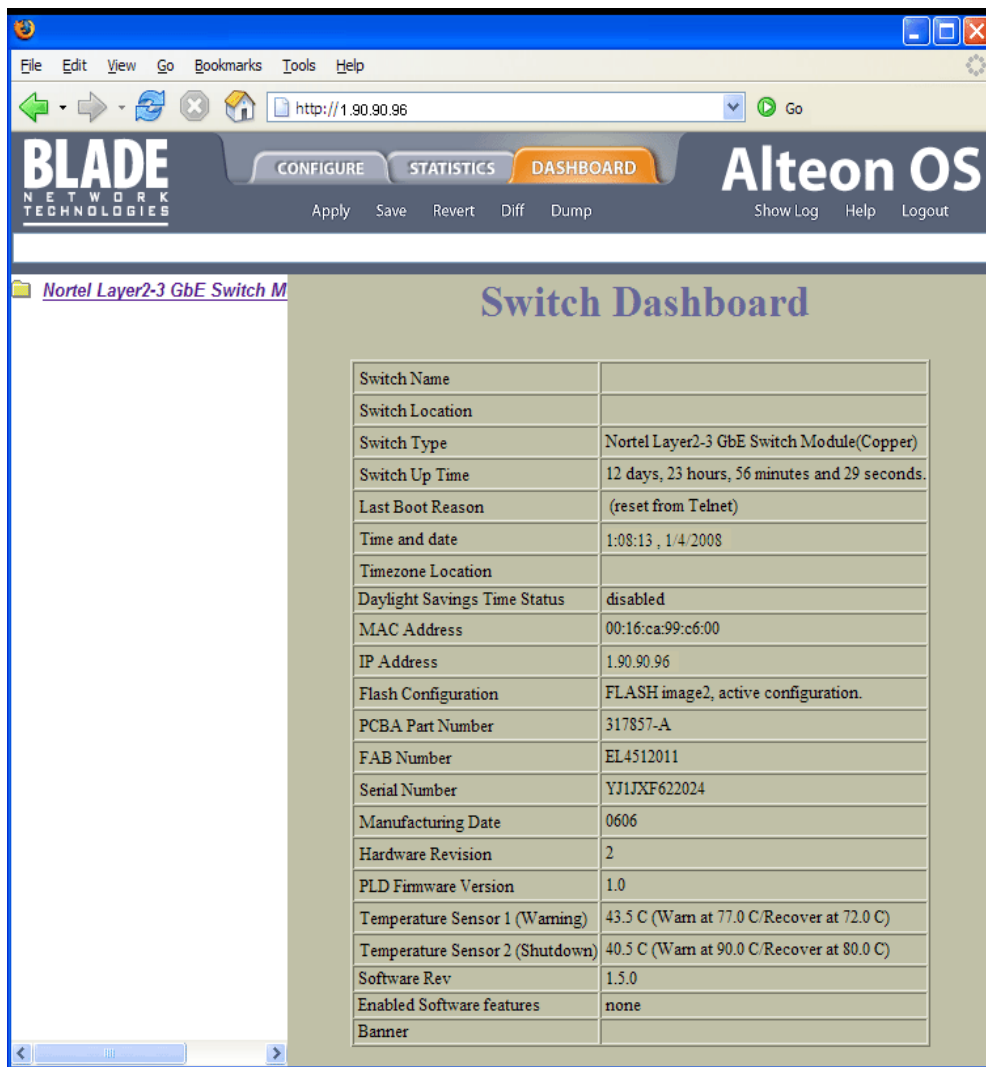 File Edit View Go Bookmarks Tools Help
http://1.90.90.96 Go
BLADE
NETWORK
TECHNOLOGIES
CONFIGURE STATISTICS DASHBOARD
Alteon OS
Apply Save Revert Diff Dump
Show Log Help Logout
Nortel Layer2-3 GbE Switch M
Switch Dashboard
Switch Name
Switch Location
Switch Type Nortel Layer2-3 GbE Switch Module(Copper)
Switch Up Time 12 days, 23 hours, 56 minutes and 29 seconds.
Last Boot Reason (reset from Telnet)
Time and date 1:08:13 , 1/4/2008
Timezone Location
Daylight Savings Time Status disabled
MAC Address 00:16:ca:99:c6:00
IP Address 1.90.90.96
Flash Configuration FLASH image2, active configuration.
PCBA Part Number 317857-A
FAB Number EL4512011
Serial Number YJ1JXF622024
Manufacturing Date 0606
Hardware Revision 2
PLD Firmware Version 1.0
Temperature Sensor 1 (Warning) 43.5 C (Warn at 77.0 C/Recover at 72.0 C)
Temperature Sensor 2 (Shutdown) 40.5 C (Warn at 90.0 C/Recover at 80.0 C)
Software Rev 1.5.0
Enabled Software features none
Banner